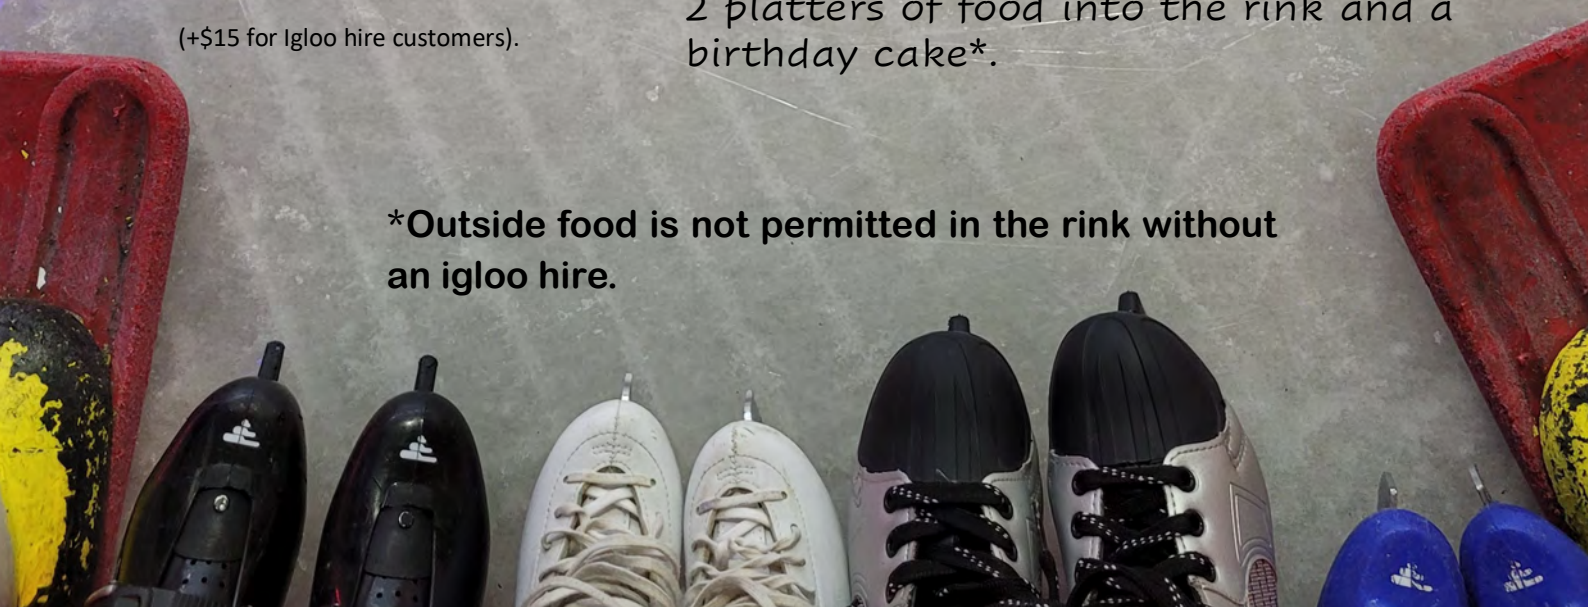 (+$15 for Igloo hire customers).
2 platters of food into the rink and a
birthday cake*.
*Outside food is not permitted in the rink without
an igloo hire.